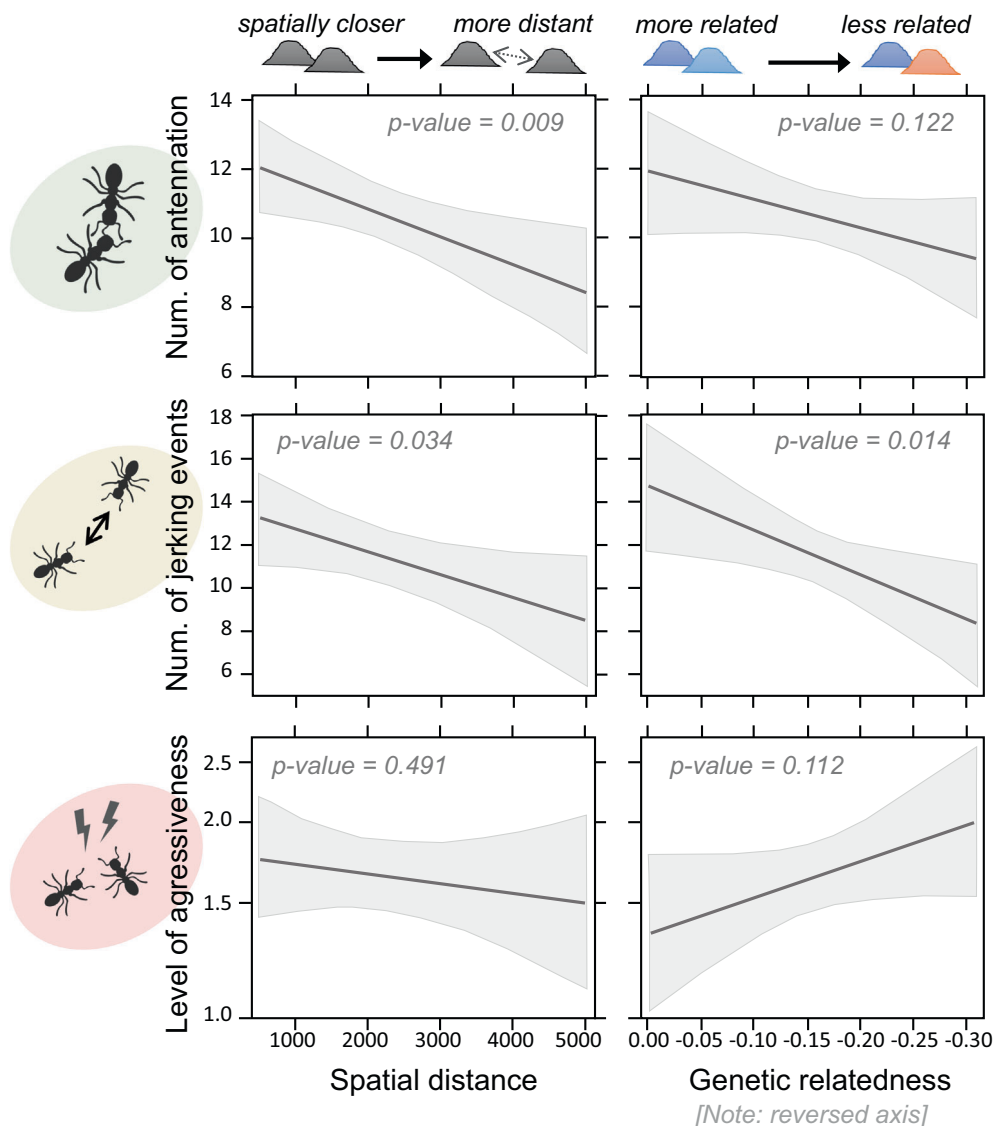 spatially closer
more distant
more related
less related
14
12
10
8
6
Num. of antennation
p-value = 0.009
p-value = 0.122
18
16
14
12
10
8
6
Num. of jerking events
p-value = 0.034
p-value = 0.014
2.5
2.0
1.5
1.0
Level of agressiveness
p-value = 0.491
p-value = 0.112
1000 2000 3000 4000 5000
0.00 -0.05 -0.10 -0.15 -0.20 -0.25 -0.30
Spatial distance
Genetic relatedness
[Note: reversed axis]